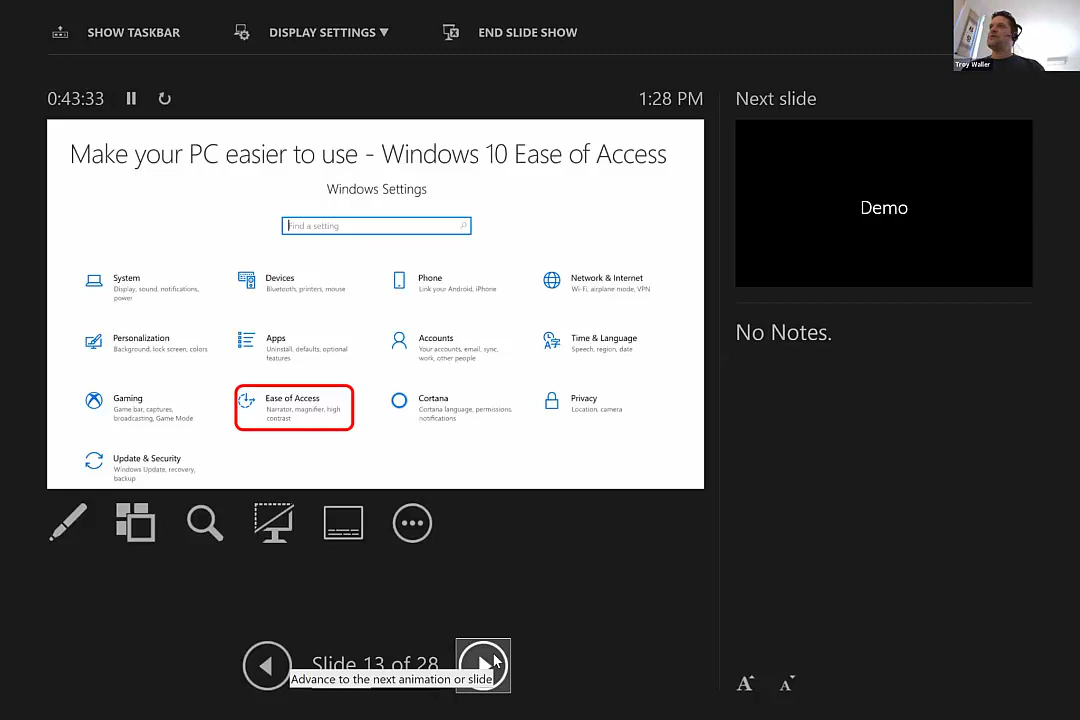 SHOW TASKBAR
DISPLAY SETTINGS ▼
END SLIDE SHOW
Troy Waller
0:43:33
1:28 PM
Next slide
Make your PC easier to use - Windows 10 Ease of Access
Windows Settings
Find a setting
System
Display, sound, notifications,
power
Devices
Bluetooth, printers, mouse
Phone
Link your Android, iPhone
Network & Internet
Wi-Fi, airplane mode, VPN
Personalization
Background, lock screen, colors
Apps
Uninstall, defaults, optional
features
Accounts
Your accounts, email, sync,
work, other people
Time & Language
Speech, region, date
Gaming
Game bar, captures,
broadcasting, Game Mode
Ease of Access
Narrator, magnifier, high
contrast
Cortana
Cortana language, permissions,
notifications
Privacy
Location, camera
Update & Security
Windows Update, recovery,
backup
Demo
No Notes.
Slide 13 of 28
Advance to the next animation or slide
A
A